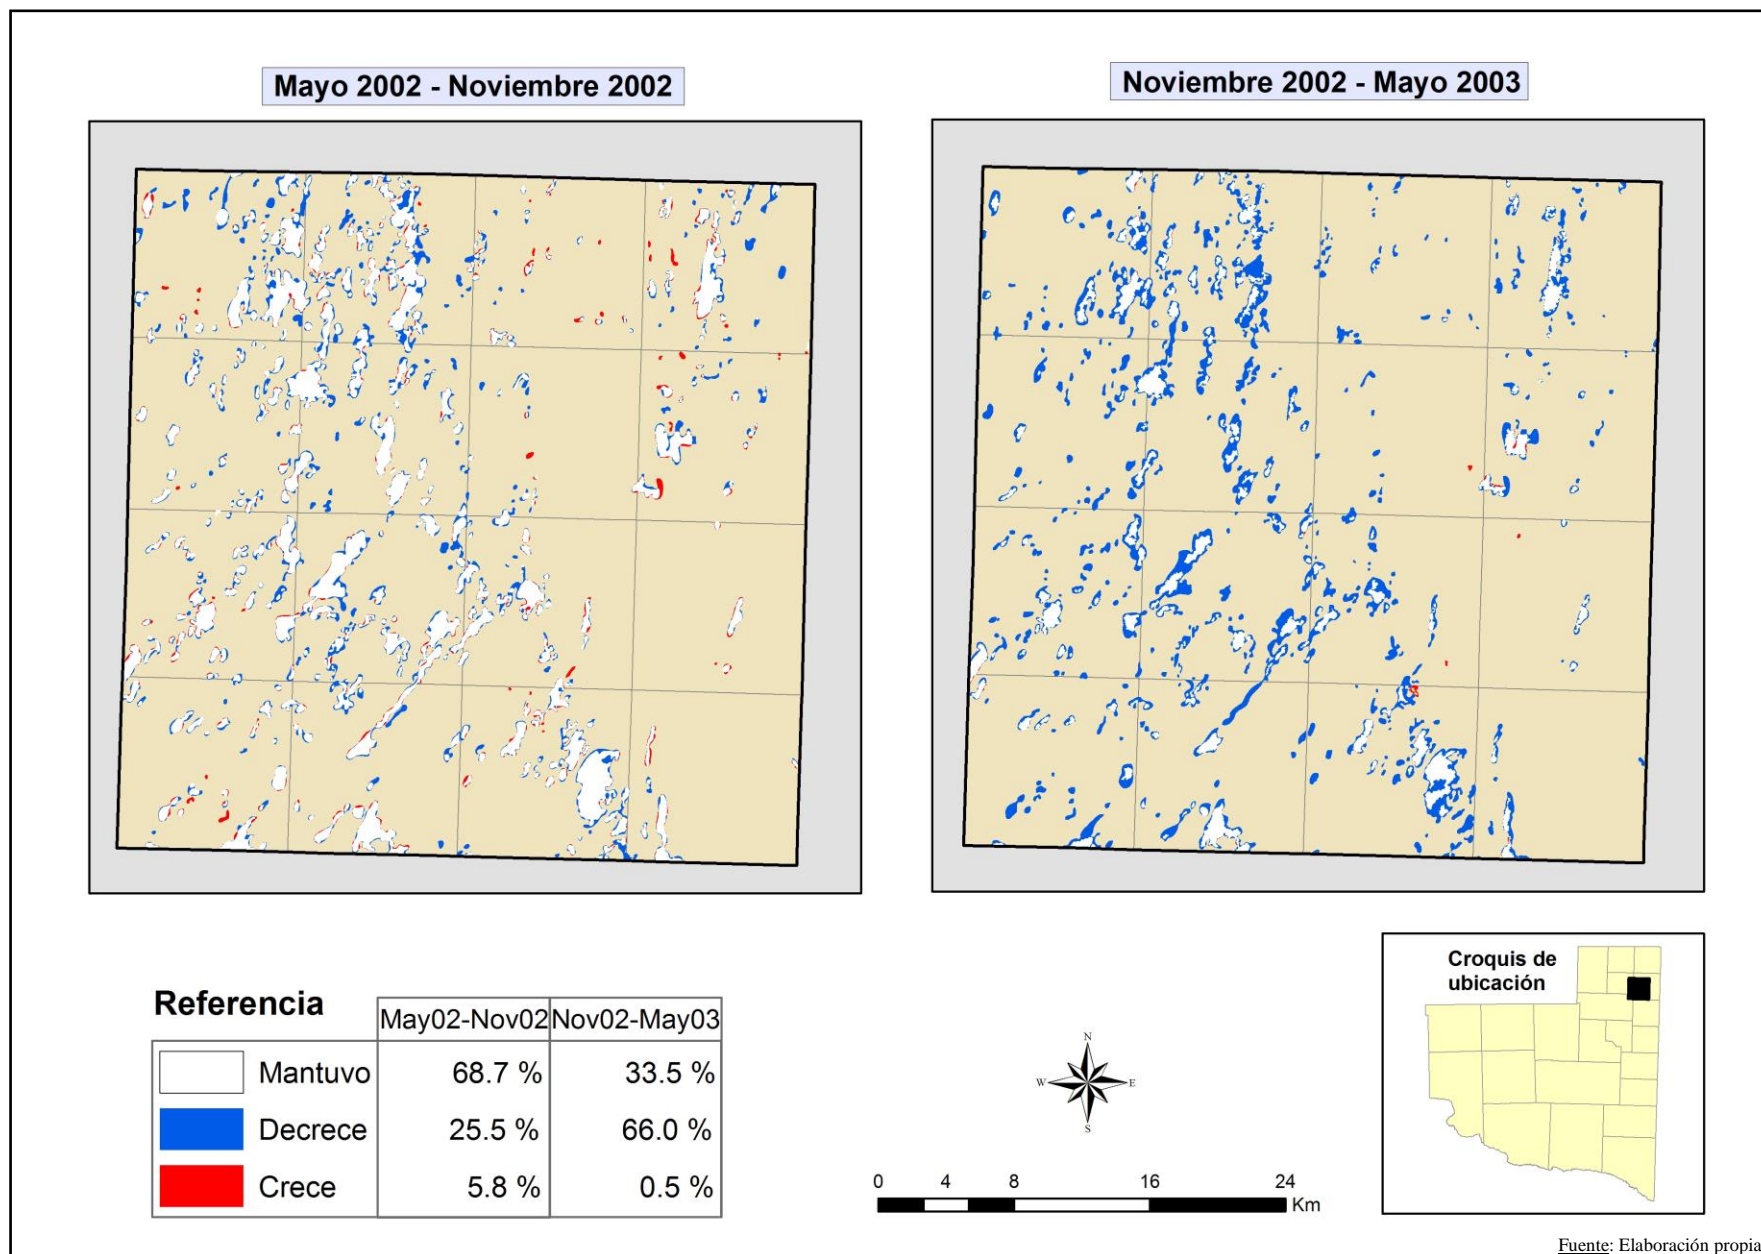 Mayo 2002 - Noviembre 2002
Noviembre 2002 - Mayo 2003
Croquis de
ubicación
Referencia
May02-Nov02 Nov02-May03
Mantuvo 68.7 % 33.5 %
Decrece 25.5 % 66.0 %
Crece 5.8 % 0.5 %
N
W E
S
0 4 8 16 24
Km
Fuente: Elaboración propia